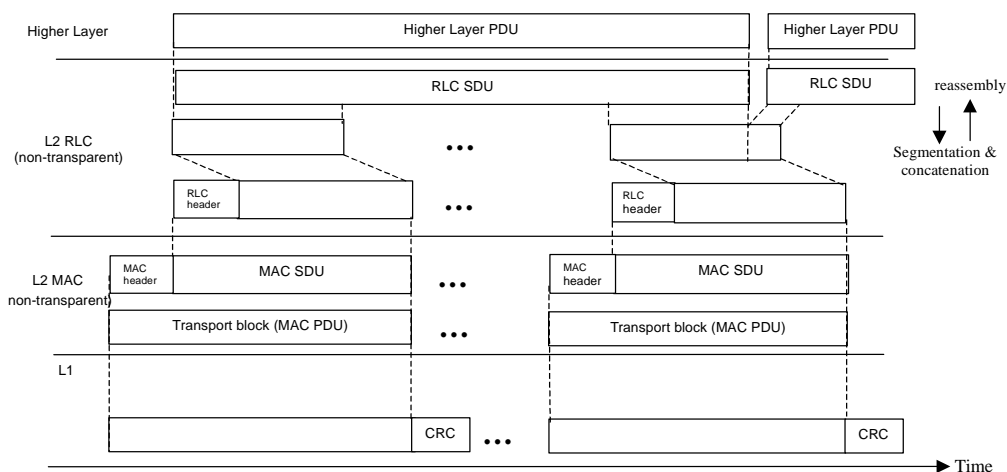 Higher Layer
Higher Layer PDU
Higher Layer PDU
RLC SDU
RLC SDU
reassembly
L2 RLC
(non-transparent)
...
Segmentation &
concatenation
RLC
header
...
RLC
header
L2 MAC
non-transparent)
MAC
header
MAC SDU
...
MAC
header
MAC SDU
Transport block (MAC PDU)
...
Transport block (MAC PDU)
L1
CRC
...
CRC
Time